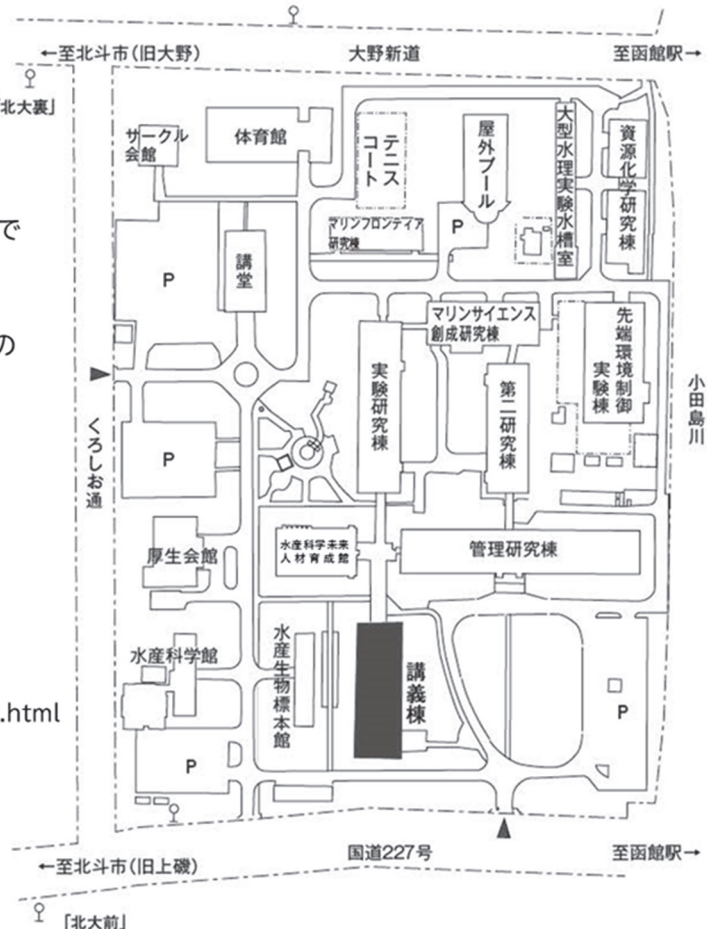 ←至北斗市（旧大野）
大野新道
至函館駅→
北大裏」
サークル
会館
体育館
テニス
コート
屋外プール
大型水理実験水槽室
資源化学研究棟
で
マリンフロンティア
研究棟
P
講堂
P
の
マリンサイエンス
創成研究棟
先端環境制御
実験棟
実験研究棟
第二研究棟
小田島川
くろしお通
P
厚生会館
水産科学未来
人材育成館
管理研究棟
水産科学館
水産生物標本館
講義棟
.html
P
P
国道227号
←至北斗市（旧上磯）
至函館駅→
「北大前」